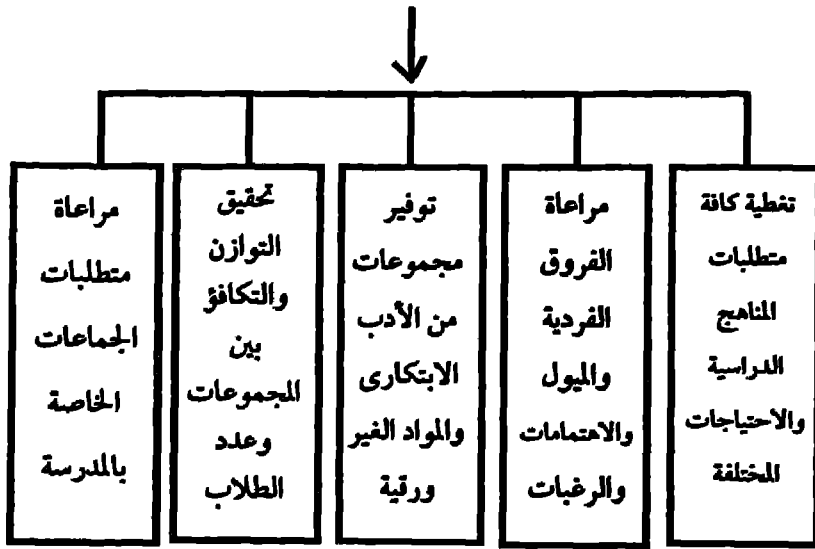 تغطية كافة
متطلبات
المناهج
الدراسية
والاحتياجات
المختلفة
مراعاة
الفروق
الفردية
والميول
والاهتمامات
والرغبات
توفير
مجموعات
من الأدب
الابتكارى
والمواد الغير
ورقية
تحقيق
التوازن
والتكافؤ
بين
المجموعات
وعدد
الطلاب
مراعاة
متطلبات
الجماعات
الخاصة
بالمدرسة